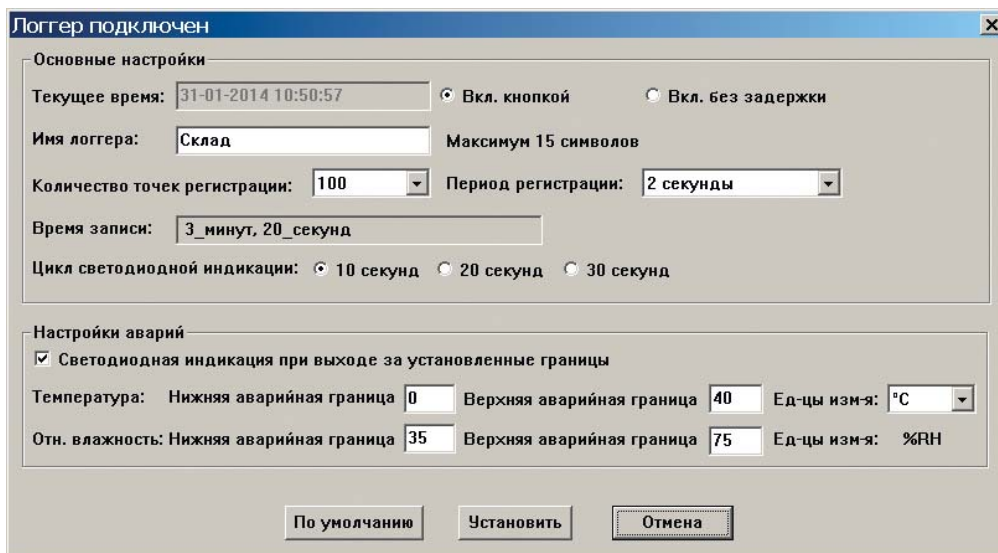 Логгер подключен
Основные настройки
Текущее время: 31-01-2014 10:50:57 Вкл. кнопкой Вкл. без задержки
Имя логгера: Склад Максимум 15 символов
Количество точек регистрации: 100 Период регистрации: 2 секунды
Время записи: 3_минут, 20_секунд
Цикл светодиодной индикации: 10 секунд 20 секунд 30 секунд
Настройки аварий
Светодиодная индикация при выходе за установленные границы
Температура: Нижняя аварийная граница 0 Верхняя аварийная граница 40 Ед-цы изм-я: °C
Отн. влажность: Нижняя аварийная граница 35 Верхняя аварийная граница 75 Ед-цы изм-я: %RH
По умолчанию Установить Отмена